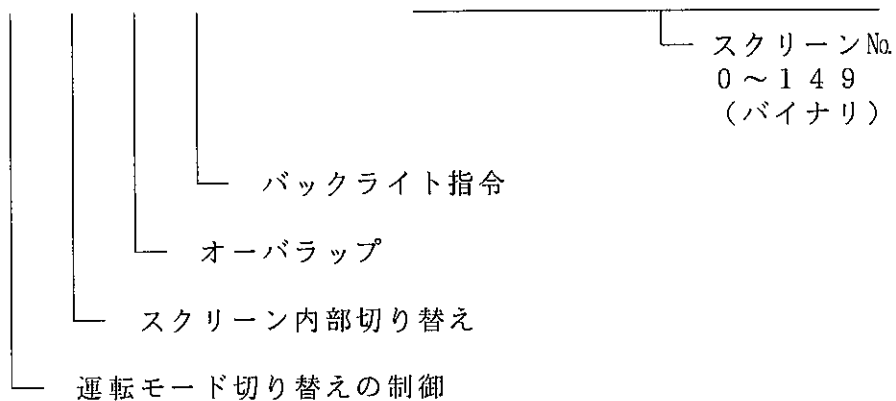 スクリーン№
0～149
（バイナリ）
バックライト指令
オーバラップ
スクリーン内部切り替え
運転モード切り替えの制御